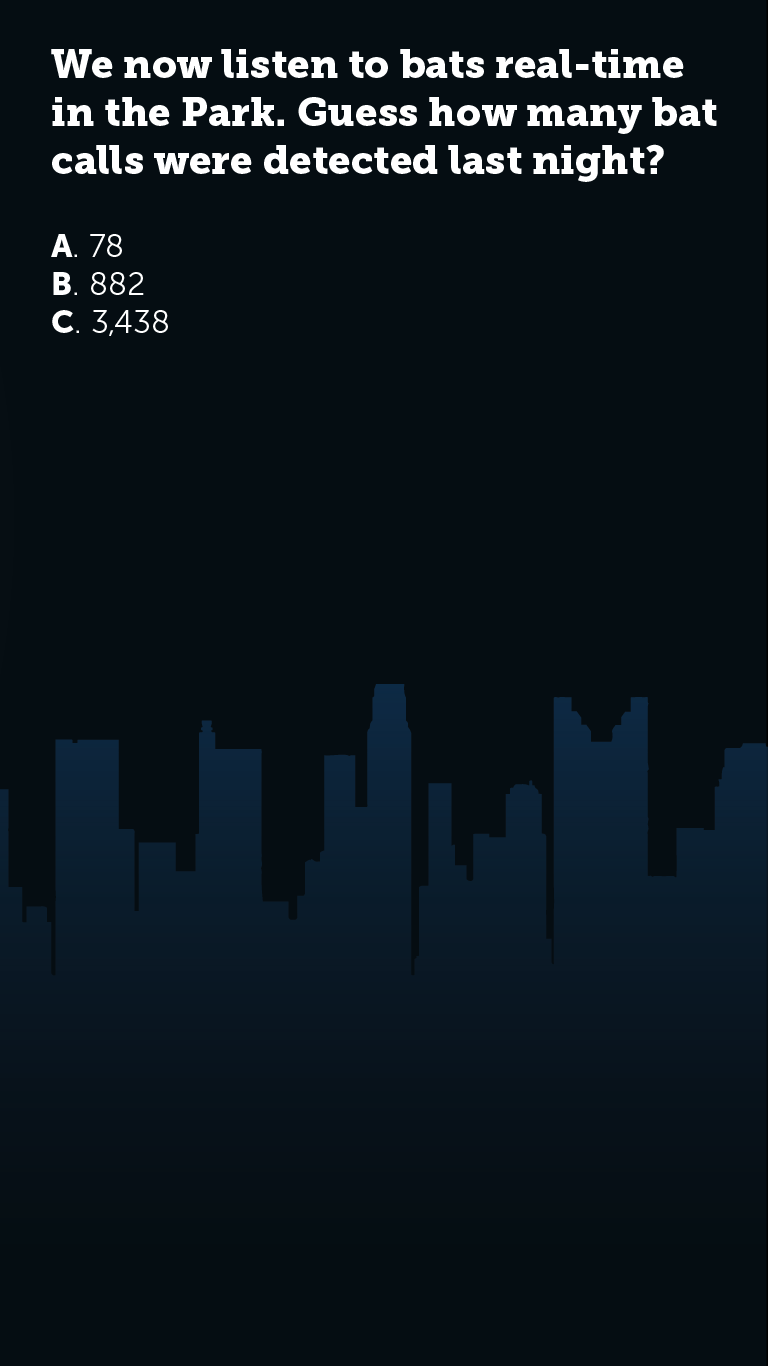 We now listen to bats real-time
in the Park. Guess how many bat
calls were detected last night?
A. 78
B. 882
C. 3,438